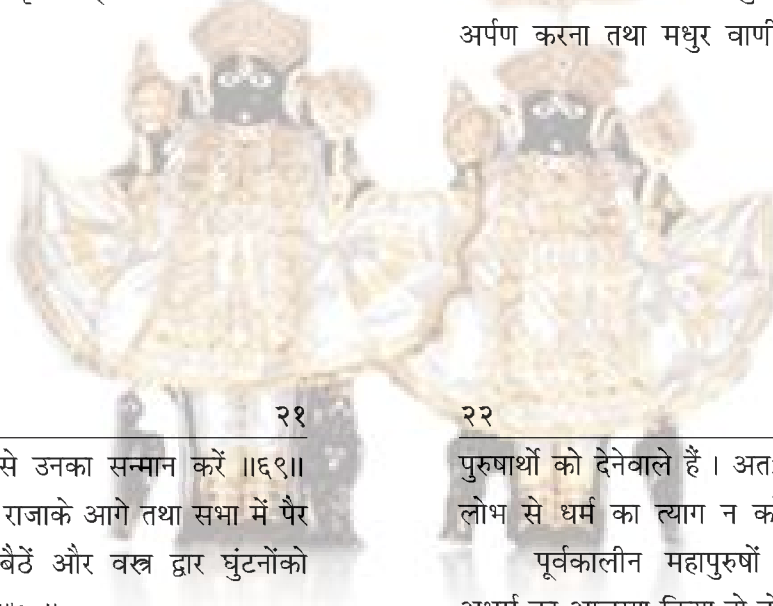 अर्पण करना तथा मधुर वाणी
२१
से उनका सन्मान करें ॥६९॥
राजाके आगे तथा सभा में पैर
बैठें और वस्त्र द्वार घुंटनोंको
२२
पुरुषार्थो को देनेवाले हैं । अतः
लोभ से धर्म का त्याग न
पूर्वकालीन महापुरुषों